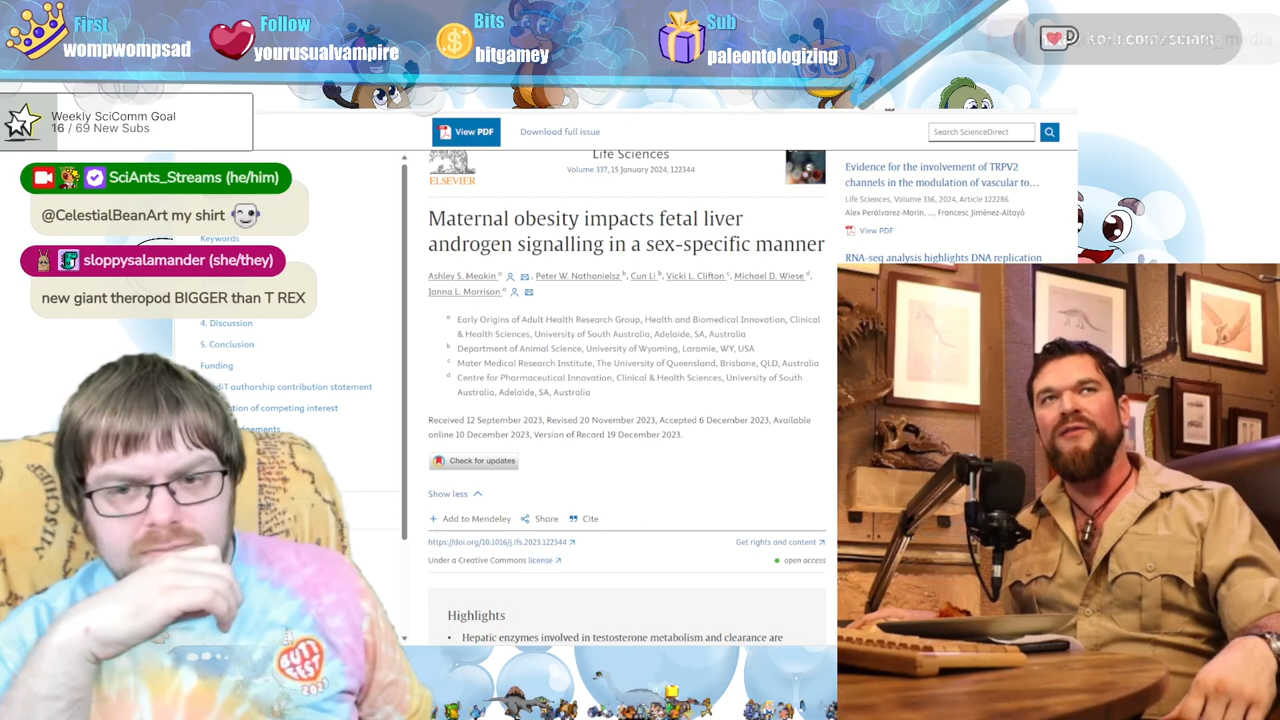 First
wompwompsad
Follow
yourusualvampire
Bits
bitgamey
Sub
paleontologizing
Weekly SciComm Goal
16 / 69 New Subs
SciAnts_Streams (he/him)
@CelestialBeanArt my shirt
sloppysalamander (she/they)
new giant theropod BIGGER than T REX
Keywords
4. Discussion
5. Conclusion
Funding
authorship contribution statement
of competing interest
View PDF
Download full issue
Search ScienceDirect
ELSEVIER
Life Sciences
Volume 337, 15 January 2024, 122344
Maternal obesity impacts fetal liver
androgen signalling in a sex-specific manner
Ashley S. Meakin a, Peter W. Nathanielsz b, Cun Li b, Vicki L. Clifton c, Michael D. Wiese d,
Janna L. Morrison a
a Early Origins of Adult Health Research Group, Health and Biomedical Innovation, Clinical
& Health Sciences, University of South Australia, Adelaide, SA, Australia
b Department of Animal Science, University of Wyoming, Laramie, WY, USA
c Mater Medical Research Institute, The University of Queensland, Brisbane, QLD, Australia
d Centre for Pharmaceutical Innovation, Clinical & Health Sciences, University of South
Australia, Adelaide, SA, Australia
Received 12 September 2023, Revised 20 November 2023, Accepted 6 December 2023, Available
online 10 December 2023, Version of Record 19 December 2023.
Check for updates
Show less
+ Add to Mendeley
Share
Cite
https://doi.org/10.1016/j.lfs.2023.122344
Get rights and content
Under a Creative Commons license
open access
Highlights
• Hepatic enzymes involved in testosterone metabolism and clearance are
Evidence for the involvement of TRPV2
channels in the modulation of vascular to…
Life Sciences, Volume 336, 2024, Article 122286
Alex Perálvarez-Marín, …, Francesc Jiménez-Altayó
View PDF
RNA-seq analysis highlights DNA replication
BUTT
FEST
2023